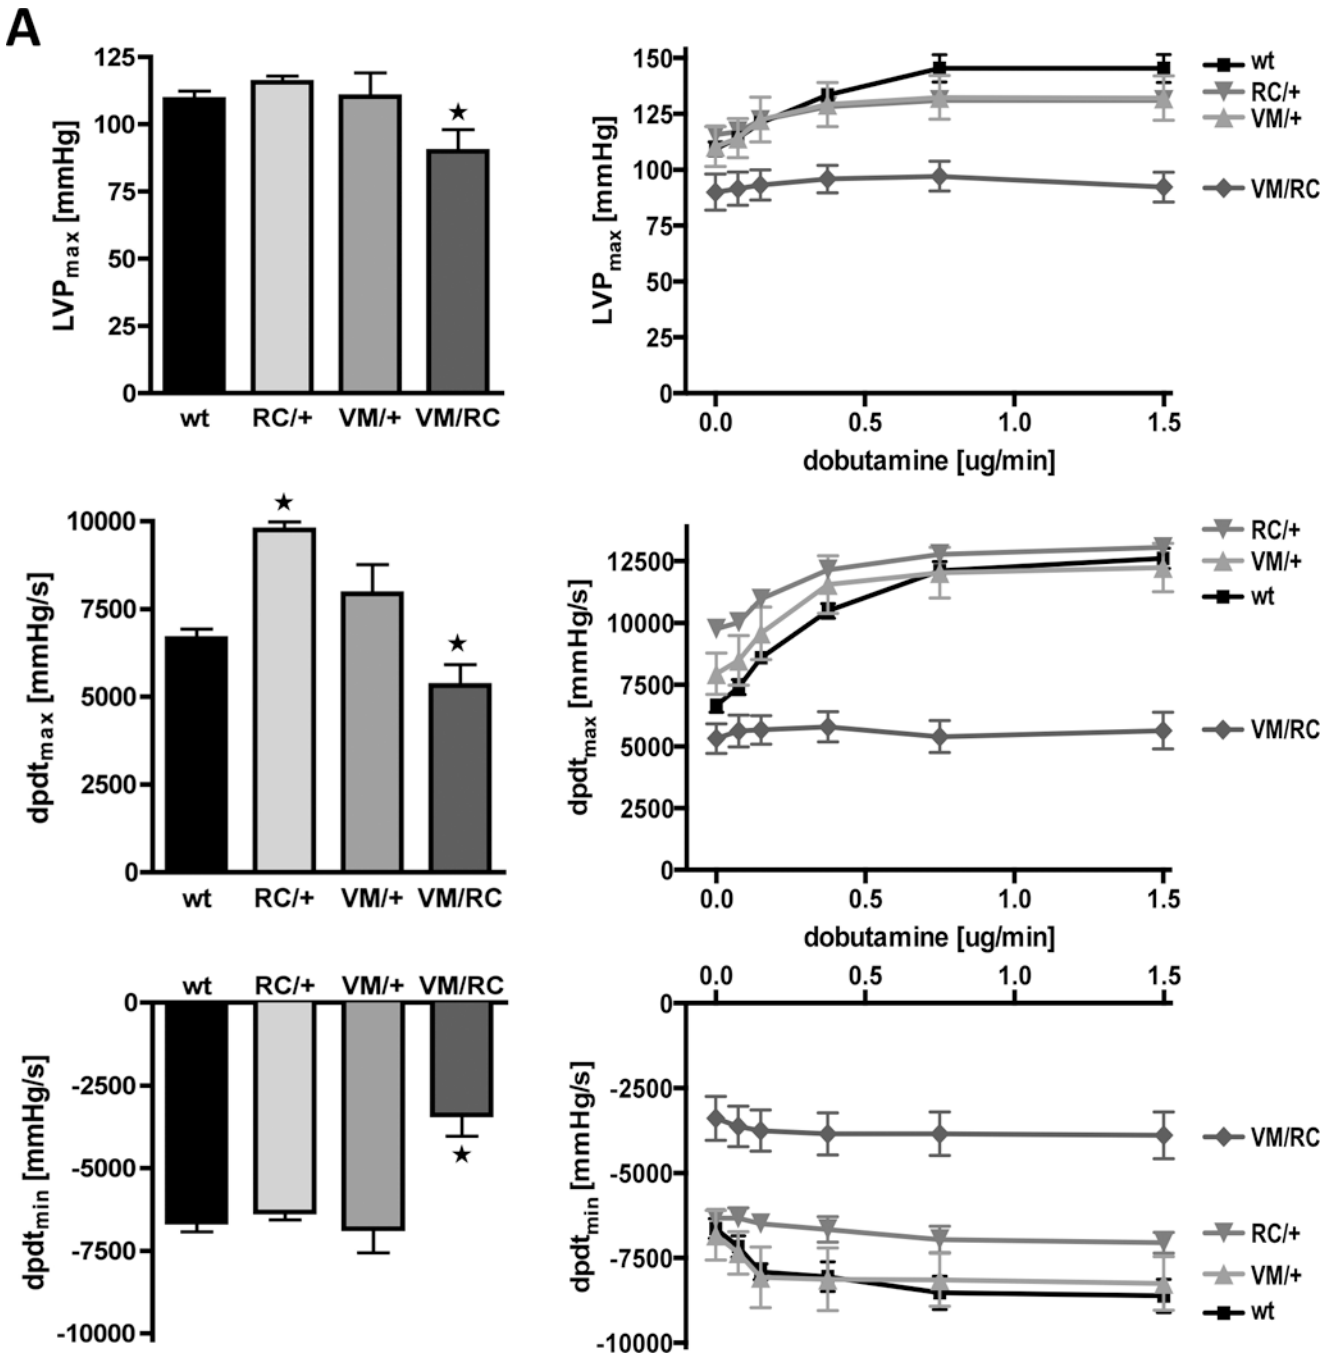 A
125
100
75
50
25
0
LVPmax [mmHg]
★
wt RC/+ VM/+ VM/RC
150
125
100
75
50
25
0
LVPmax [mmHg]
0.0 0.5 1.0 1.5
dobutamine [ug/min]
wt
RC/+
VM/+
VM/RC
10000
7500
5000
2500
0
dpdtmax [mmHg/s]
★
★
wt RC/+ VM/+ VM/RC
12500
10000
7500
5000
2500
0
dpdtmax [mmHg/s]
0.0 0.5 1.0 1.5
dobutamine [ug/min]
RC/+
VM/+
wt
VM/RC
wt RC/+ VM/+ VM/RC
0
-2500
-5000
-7500
-10000
dpdtmin [mmHg/s]
★
0.0 0.5 1.0 1.5
0
-2500
-5000
-7500
-10000
dpdtmin [mmHg/s]
VM/RC
RC/+
VM/+
wt